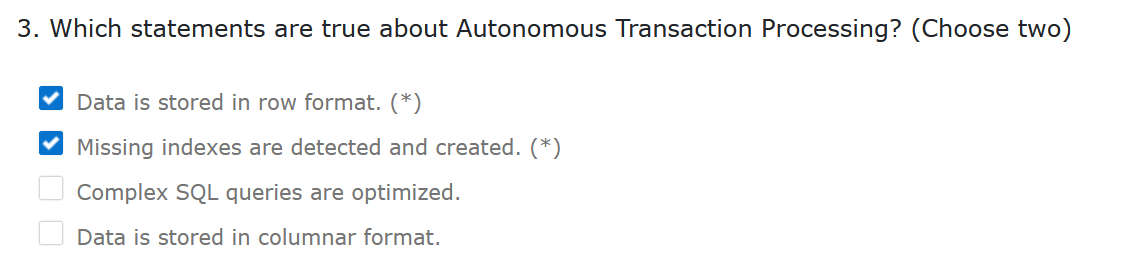 3. Which statements are true about Autonomous Transaction Processing? (Choose two)
Data is stored in row format. (*)
Missing indexes are detected and created. (*)
Complex SQL queries are optimized.
Data is stored in columnar format.